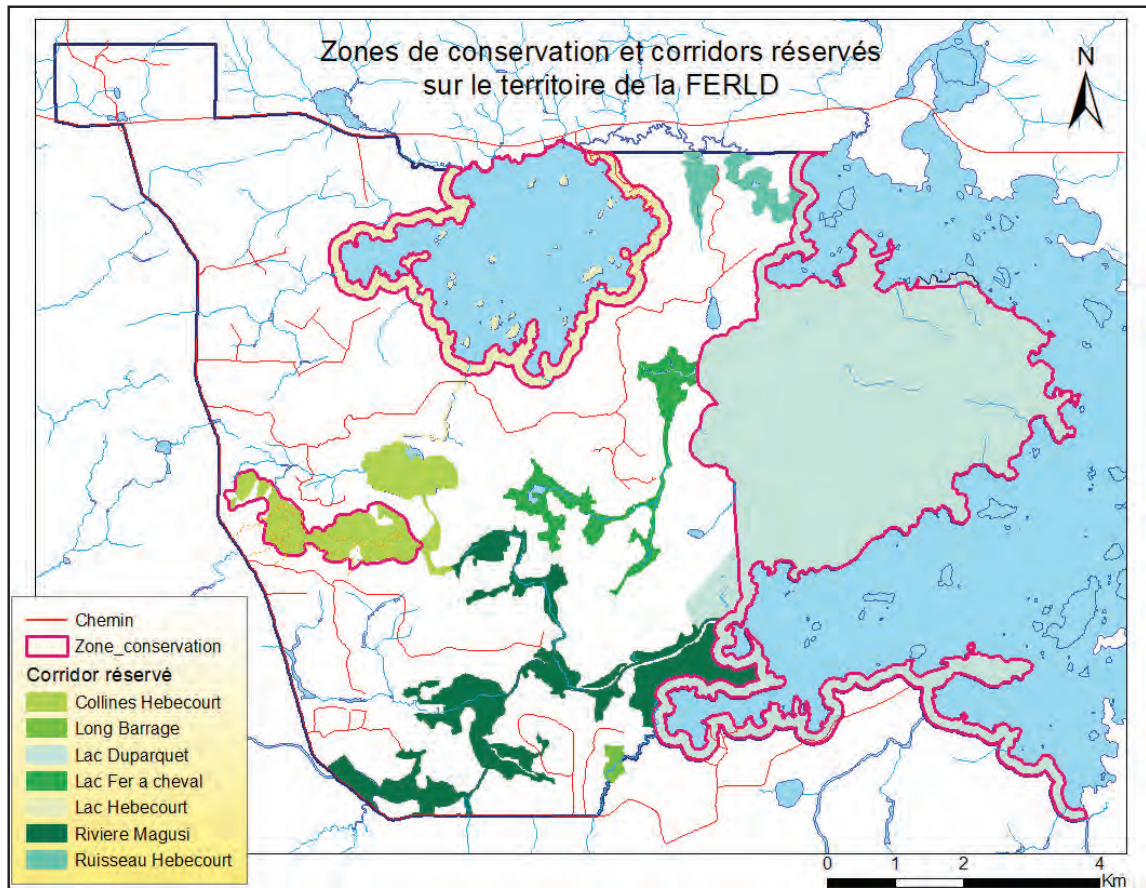 Zones de conservation et corridors réservés
sur le territoire de la FERLD
N
Chemin
Zone_conservation
Corridor réservé
Collines Hebecourt
Long Barrage
Lac Duparquet
Lac Fer a cheval
Lac Hebecourt
Riviere Magusi
Ruisseau Hebecourt
0 1 2 4
Km